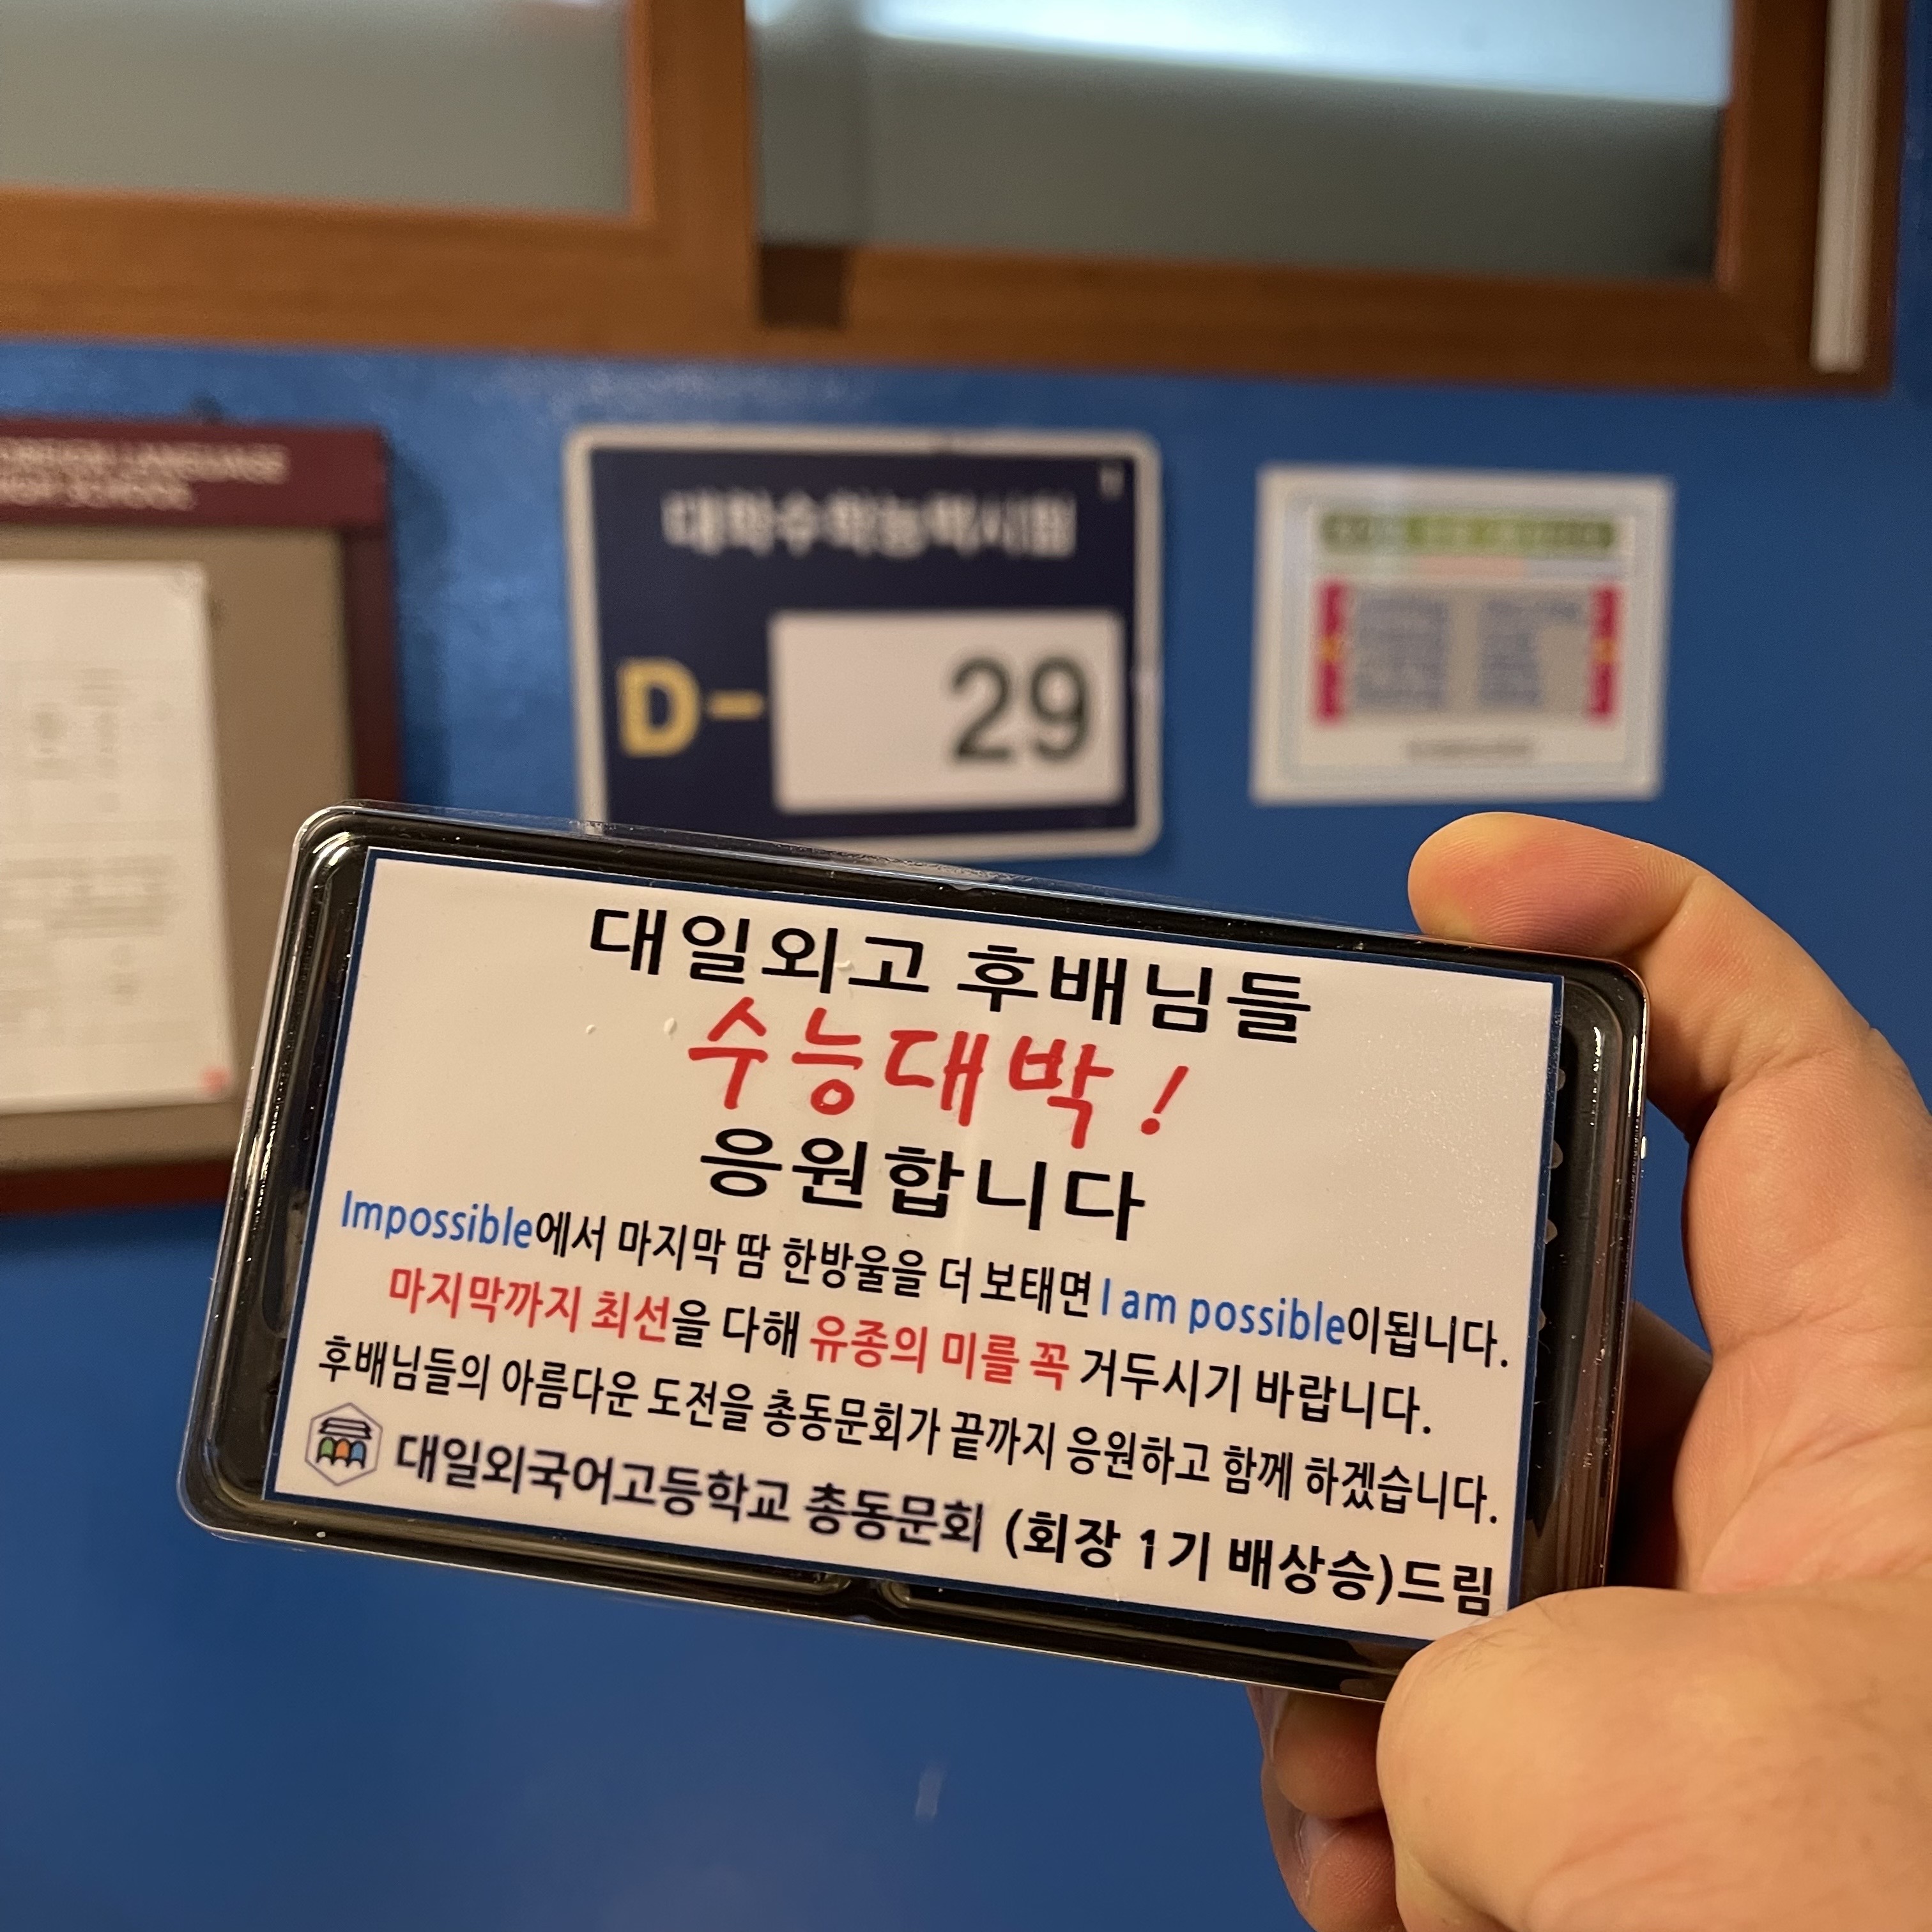 FOREIGN LANGUAGE
HIGH SCHOOL
대학수학능력시험
D-
29
대일외고 후배님들
수능대박!
응원합니다
Impossible에서 마지막 땀 한방울을 더 보태면 I am possible이됩니다.
마지막까지 최선을 다해 유종의 미를 꼭 거두시기 바랍니다.
후배님들의 아름다운 도전을 총동문회가 끝까지 응원하고 함께 하겠습니다.
대일외국어고등학교 총동문회 (회장 1기 배상승)드림